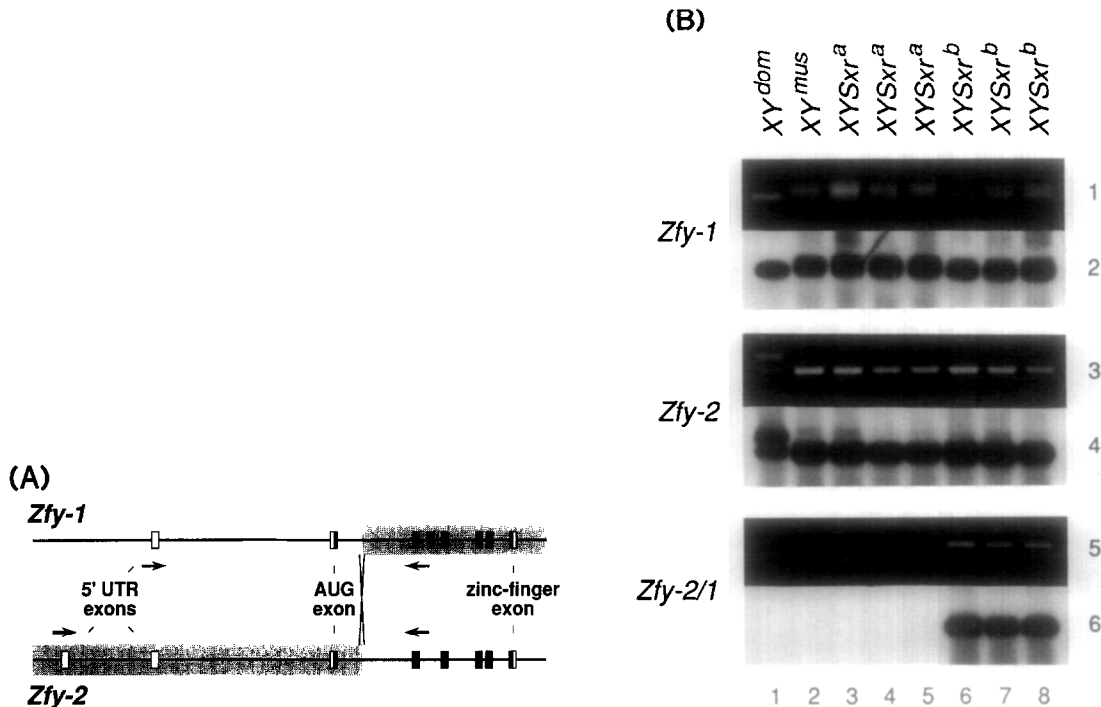 (A)
Zfy-1
5' UTR exons
AUG exon
zinc-finger exon
Zfy-2
(B)
XY^dom
XY^mus
XYSxr^a
XYSxr^a
XYSxr^a
XYSxr^b
XYSxr^b
XYSxr^b
Zfy-1
1
2
Zfy-2
3
4
Zfy-2/1
5
6
1 2 3 4 5 6 7 8